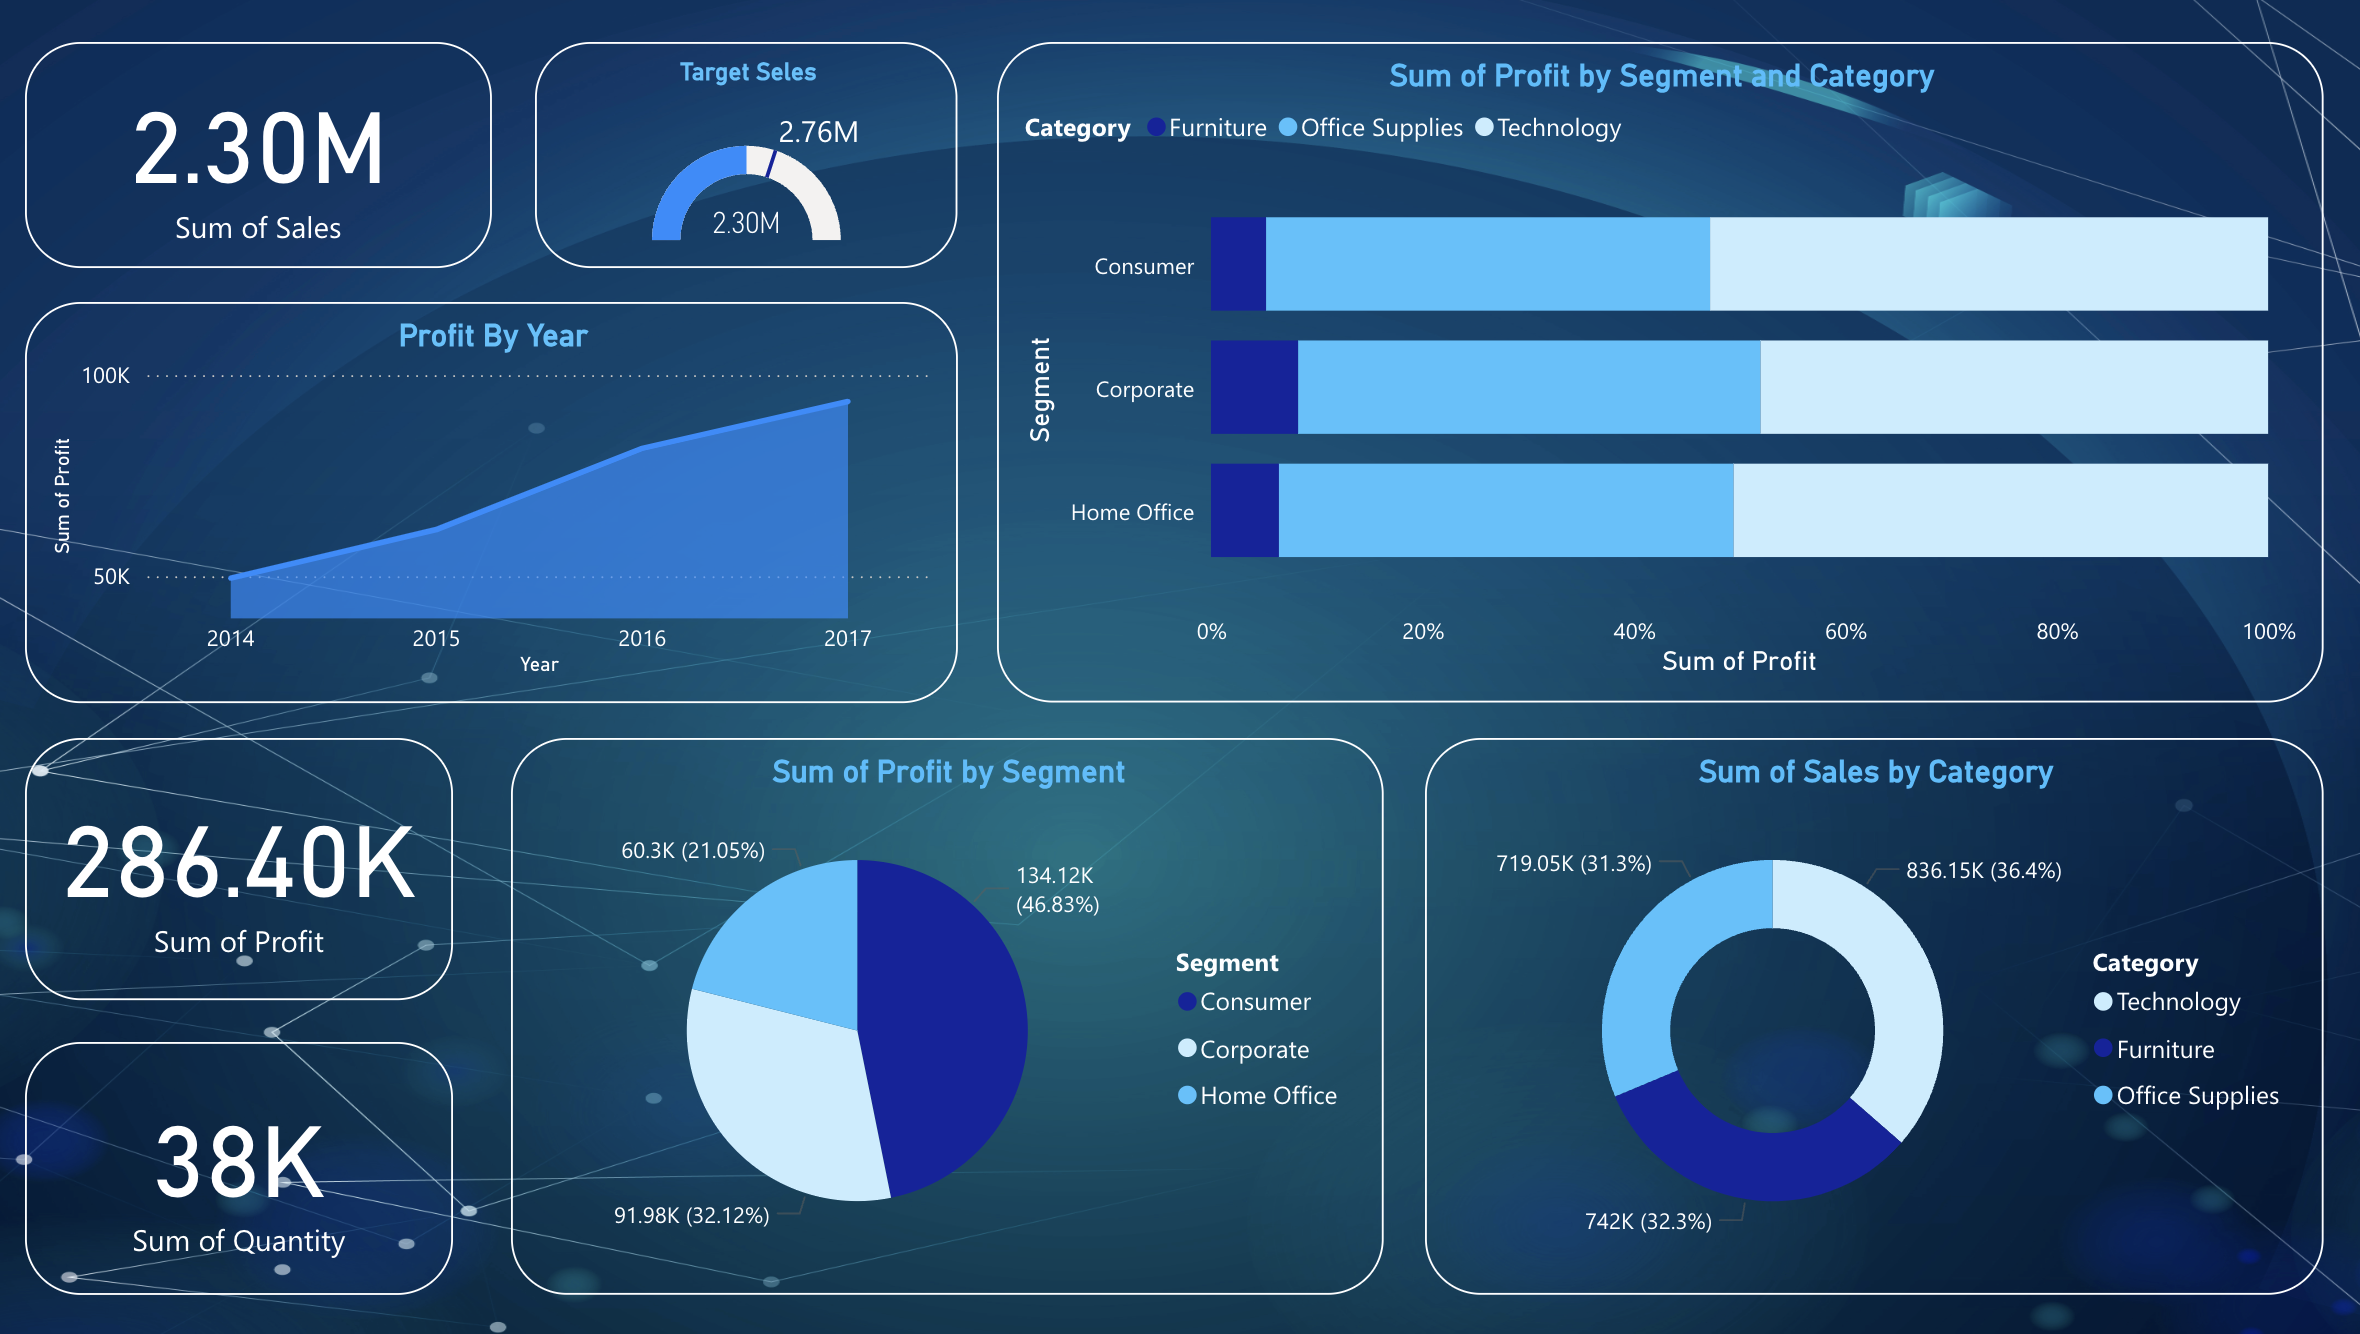 2.30M
Sum of Sales
Target Seles
2.76M
2.30M
Profit By Year
100K
50K
Sum of Profit
2014 2015 2016 2017
Year
Sum of Profit by Segment and Category
Category Furniture Office Supplies Technology
Segment
Consumer
Corporate
Home Office
0% 20% 40% 60% 80% 100%
Sum of Profit
286.40K
Sum of Profit
38K
Sum of Quantity
Sum of Profit by Segment
60.3K (21.05%)
134.12K
(46.83%)
91.98K (32.12%)
Segment
Consumer
Corporate
Home Office
Sum of Sales by Category
719.05K (31.3%)
836.15K (36.4%)
742K (32.3%)
Category
Technology
Furniture
Office Supplies